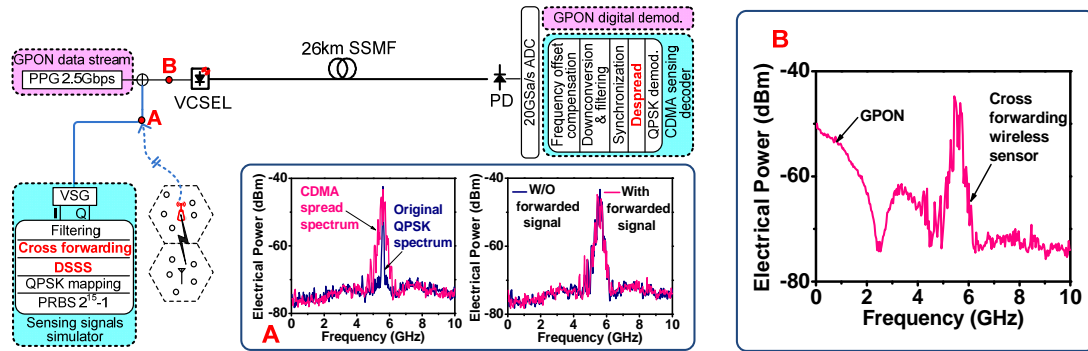 GPON data stream
PPG 2.5Gbps
B
A
VCSEL
26km SSMF
PD
20GSa/s ADC
GPON digital demod.
Frequency offset
compensation
Downconversion
& filtering
Synchronization
Despread
QPSK demod.
CDMA sensing
decoder
VSG
I
Q
Filtering
Cross forwarding
DSSS
QPSK mapping
PRBS 2¹⁵-1
Sensing signals
simulator
A
Electrical Power (dBm)
-40
-60
-80
CDMA
spread
spectrum
Original
QPSK
spectrum
0 2 4 6 8 10
Frequency (GHz)
Electrical Power (dBm)
-40
-60
-80
W/O
forwarded
signal
With
forwarded
signal
0 2 4 6 8 10
Frequency (GHz)
B
Electrical Power (dBm)
-40
-60
-80
GPON
Cross
forwarding
wireless
sensor
0 2 4 6 8 10
Frequency (GHz)